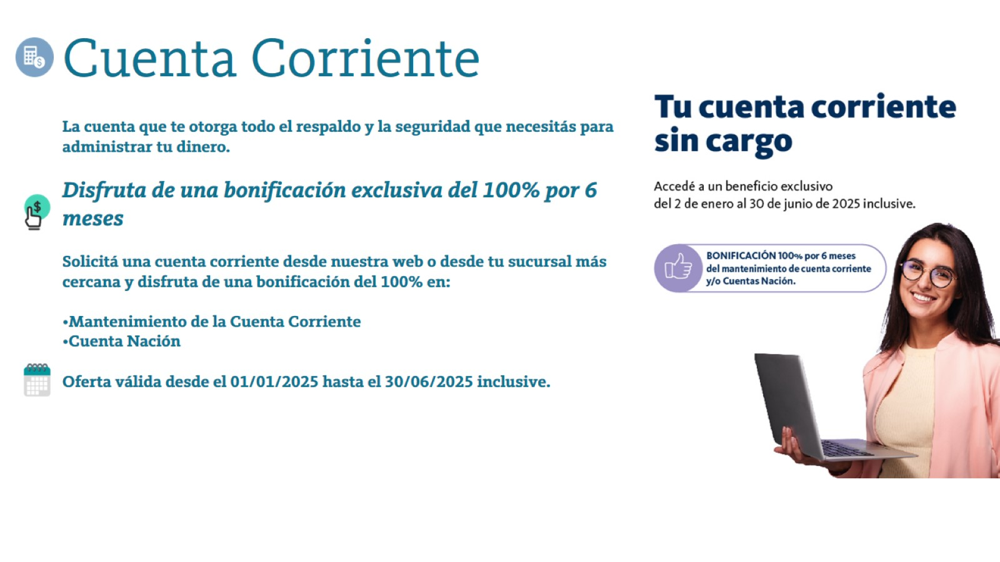 Cuenta Corriente
La cuenta que te otorga todo el respaldo y la seguridad que necesitás para
administrar tu dinero.
Disfruta de una bonificación exclusiva del 100% por 6
meses
Solicitá una cuenta corriente desde nuestra web o desde tu sucursal más
cercana y disfruta de una bonificación del 100% en:
•Mantenimiento de la Cuenta Corriente
•Cuenta Nación
Oferta válida desde el 01/01/2025 hasta el 30/06/2025 inclusive.
Tu cuenta corriente
sin cargo
Accedé a un beneficio exclusivo
del 2 de enero al 30 de junio de 2025 inclusive.
BONIFICACIÓN 100% por 6 meses
del mantenimiento de cuenta corriente
y/o Cuentas Nación.